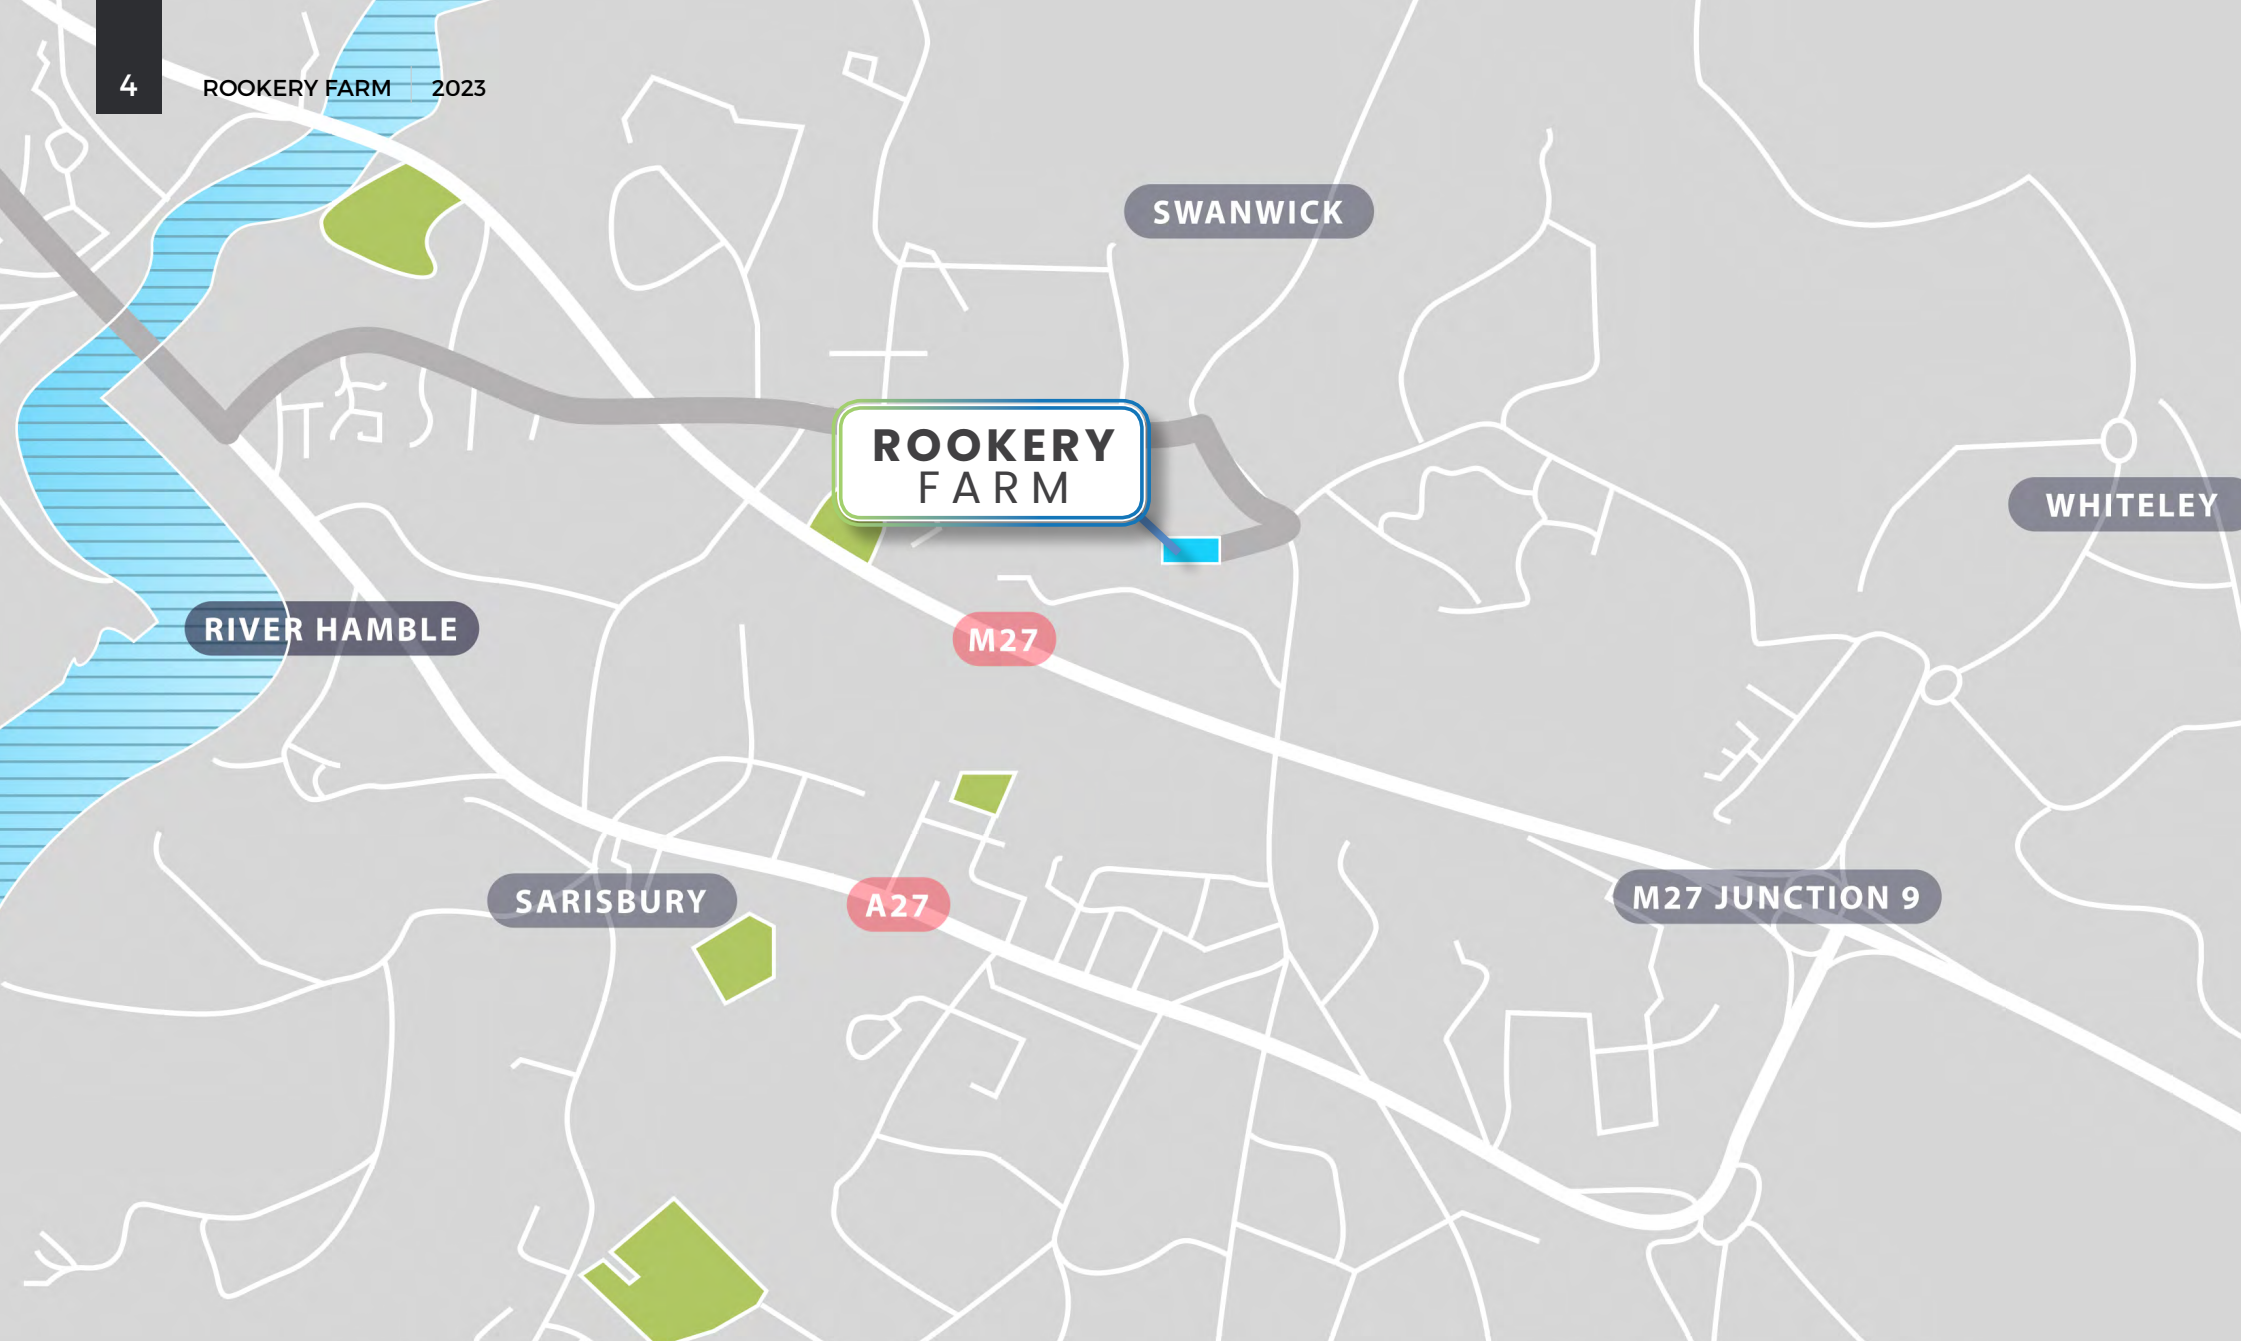 4
ROOKERY FARM 2023
SWANWICK
ROOKERY
FARM
WHITELEY
RIVER HAMBLE
M27
M27 JUNCTION 9
SARISBURY
A27